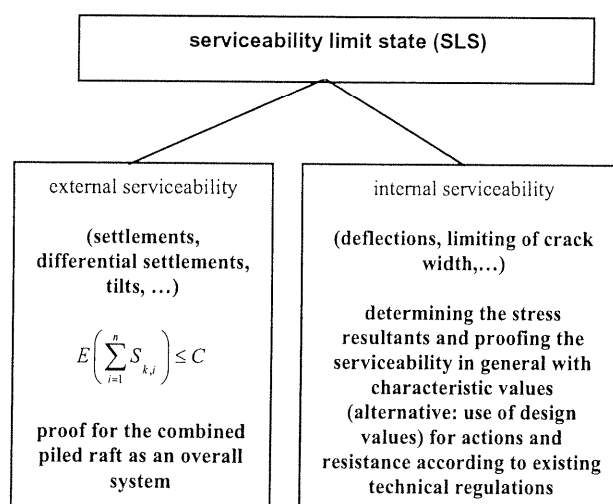 serviceability limit state (SLS)
external serviceability
(settlements,
differential settlements,
tilts, ...)
E(∑_{i=1}^{n} S_{k,i}) ≤ C
proof for the combined
piled raft as an overall
system
internal serviceability
(deflections, limiting of crack
width,...)
determining the stress
resultants and proofing the
serviceability in general with
characteristic values
(alternative: use of design
values) for actions and
resistance according to existing
technical regulations